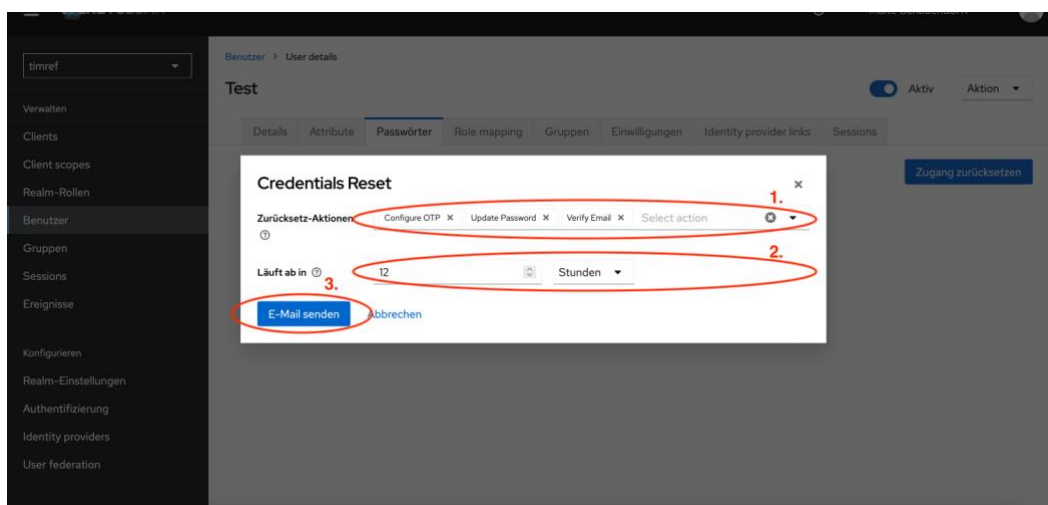 timref
Benutzer > User details
Test
Aktiv
Aktion
Verwalten
Clients
Client scopes
Realm-Rollen
Benutzer
Gruppen
Sessions
Ereignisse
Konfigurieren
Realm-Einstellungen
Authentifizierung
Identity providers
User federation
Details Attribute Passwörter Role mapping Gruppen Einwilligungen Identity provider links Sessions
Zugang zurücksetzen
Credentials Reset
1.
Zurücksetz-Aktionen Configure OTP Update Password Verify Email Select action
2.
Läuft ab in 12 Stunden
3.
E-Mail senden Abbrechen